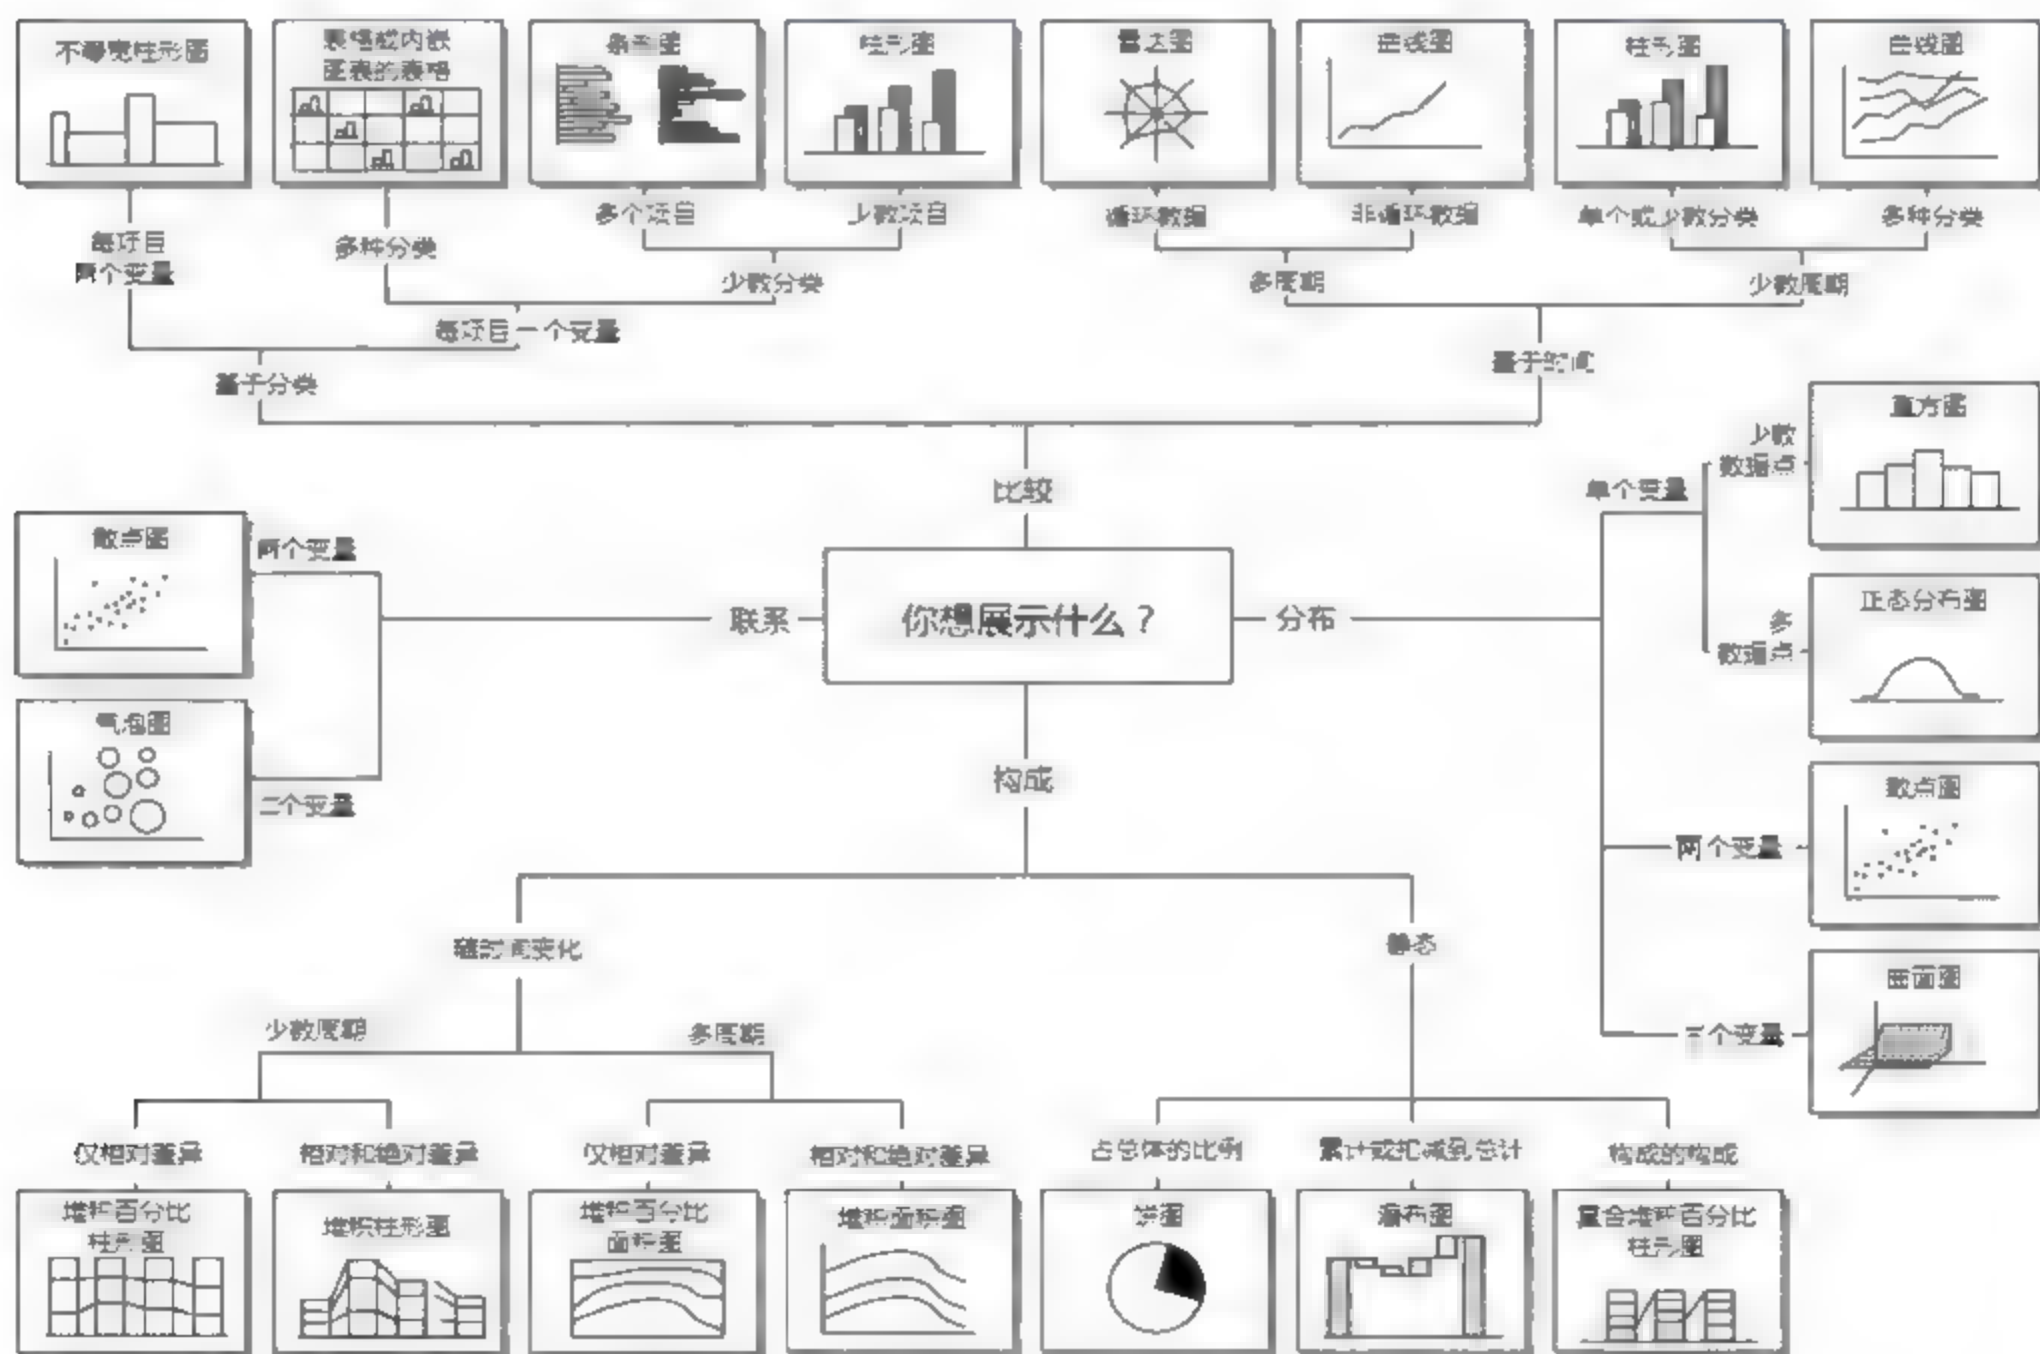 不等宽柱形图
表格或内嵌
图表的表格
条形图
柱形图
雷达图
曲线图
柱形图
曲线图
每项目
两个变量
多种分类
多个项目
少数项目
循环数据
非循环数据
单个或少数分类
多种分类
少数分类
多周期
少数周期
每项目一个变量
基于分类
基于时间
比较
直方图
少数
数据点
单个变量
散点图
两个变量
联系
你想展示什么？
分布
正态分布图
多
数据点
气泡图
三个变量
构成
散点图
两个变量
随时间变化
静态
曲面图
三个变量
少数周期
多周期
仅相对差异
相对和绝对差异
仅相对差异
相对和绝对差异
占总体的比例
累计或扣减到总计
构成的构成
堆积百分比
柱形图
堆积柱形图
堆积百分比
面积图
堆积面积图
饼图
瀑布图
复合堆积百分比
柱形图